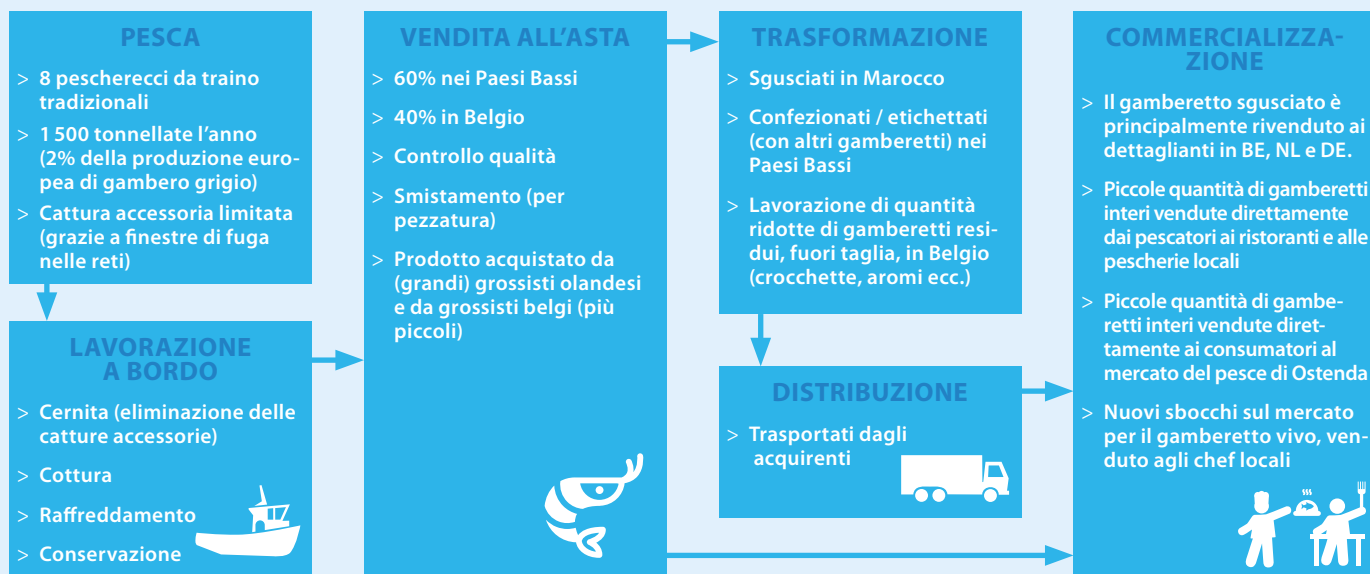 PESCA
> 8 pescherecci da traino
tradizionali
> 1 500 tonnellate l'anno
(2% della produzione euro-
pea di gambero grigio)
> Cattura accessoria limitata
(grazie a finestre di fuga
nelle reti)
LAVORAZIONE
A BORDO
> Cernita (eliminazione delle
catture accessorie)
> Cottura
> Raffreddamento
> Conservazione
VENDITA ALL'ASTA
> 60% nei Paesi Bassi
> 40% in Belgio
> Controllo qualità
> Smistamento (per
pezzatura)
> Prodotto acquistato da
(grandi) grossisti olandesi
e da grossisti belgi (più
piccoli)
TRASFORMAZIONE
> Sgusciati in Marocco
> Confezionati / etichettati
(con altri gamberetti) nei
Paesi Bassi
> Lavorazione di quantità
ridotte di gamberetti resi-
dui, fuori taglia, in Belgio
(crocchette, aromi ecc.)
DISTRIBUZIONE
> Trasportati dagli
acquirenti
COMMERCIALIZZA-
ZIONE
> Il gamberetto sgusciato è
principalmente rivenduto ai
dettaglianti in BE, NL e DE.
> Piccole quantità di gamberetti
interi vendute direttamente
dai pescatori ai ristoranti e alle
pescherie locali
> Piccole quantità di gambe-
retti interi vendute diret-
tamente ai consumatori al
mercato del pesce di Ostenda
> Nuovi sbocchi sul mercato
per il gamberetto vivo, ven-
duto agli chef locali